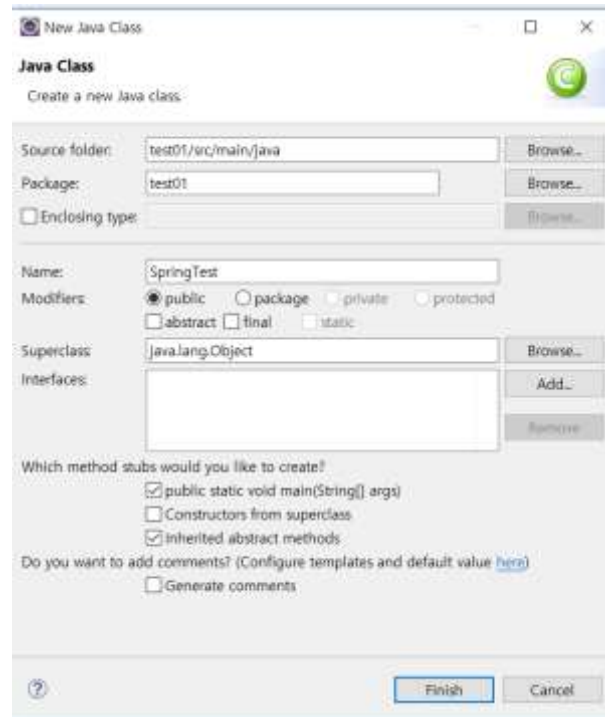 New Java Class
Java Class
Create a new Java class.
Source folder: test01/src/main/java Browse...
Package: test01 Browse...
Enclosing type: Browse...
Name: SpringTest
Modifiers: public package private protected
abstract final static
Superclass: java.lang.Object Browse...
Interfaces: Add...
Remove
Which method stubs would you like to create?
public static void main(String[] args)
Constructors from superclass
Inherited abstract methods
Do you want to add comments? (Configure templates and default value here)
Generate comments
Finish Cancel